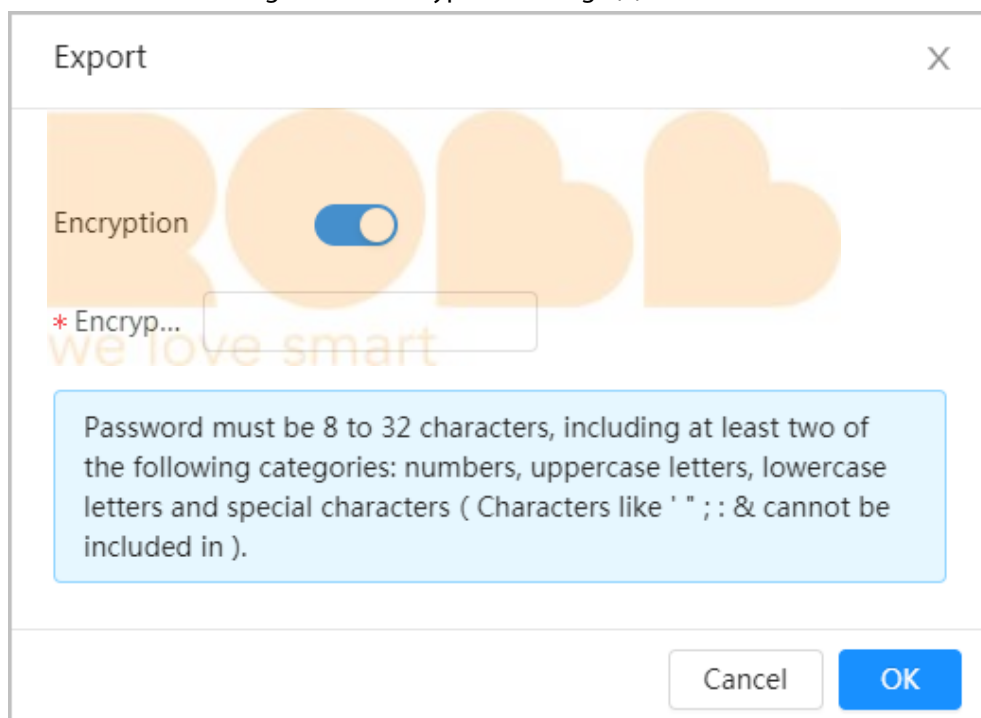 Export
X
Encryption
* Encryp...
we love smart
Password must be 8 to 32 characters, including at least two of
the following categories: numbers, uppercase letters, lowercase
letters and special characters ( Characters like ' " ; : & cannot be
included in ).
Cancel
OK